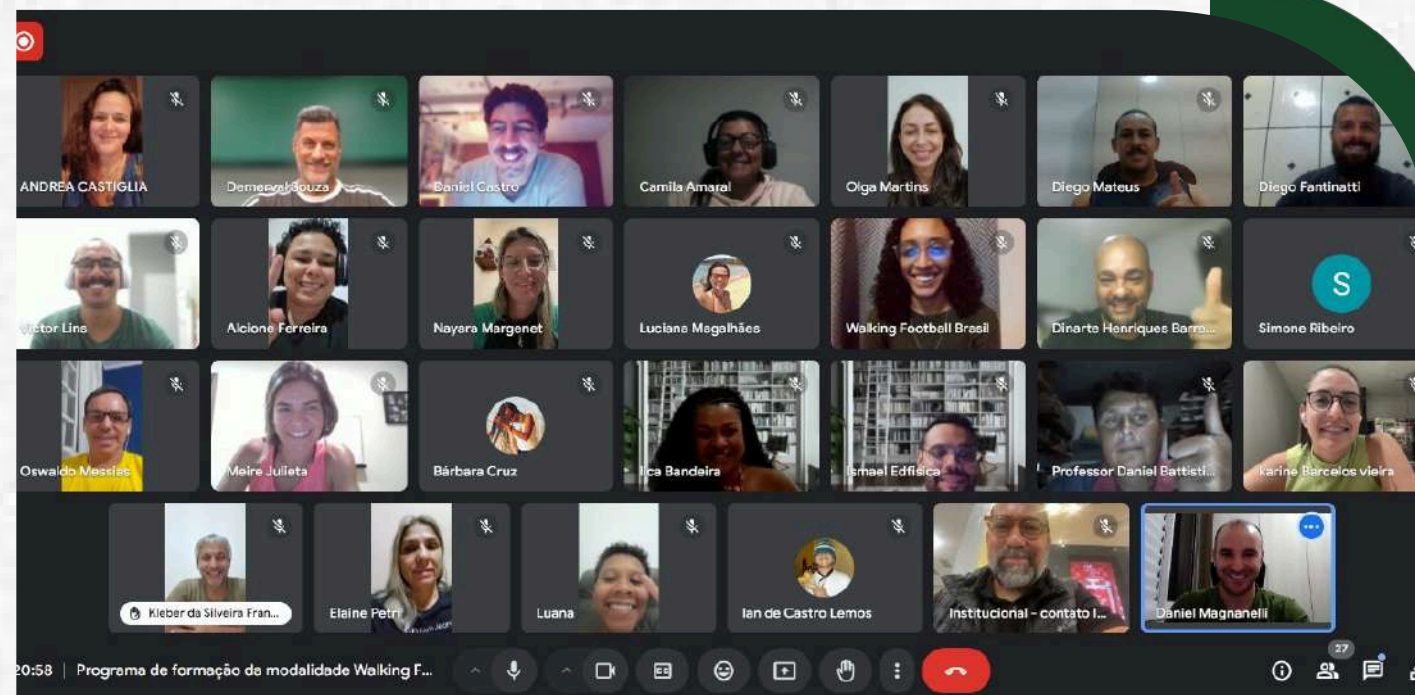 ANDREA CASTIGLIA
Demerval Souza
Daniel Castro
Camila Amaral
Olga Martins
Diego Mateus
Diego Fantinatti
Victor Lins
Alcione Ferreira
Nayara Margenet
Luciana Magalhães
Walking Football Brasil
Dinarte Henriques Barro...
S
Simone Ribeiro
Oswaldo Messias
Meire Julieta
Bárbara Cruz
Ilca Bandeira
Ismael Edfisica
Professor Daniel Battisti...
karine Barcelos vieira
Kleber da Silveira Fran...
Elaine Petri
Luana
Ian de Castro Lemos
Institucional - contato I...
Daniel Magnanelli
20:58 | Programa de formação da modalidade Walking F...
27